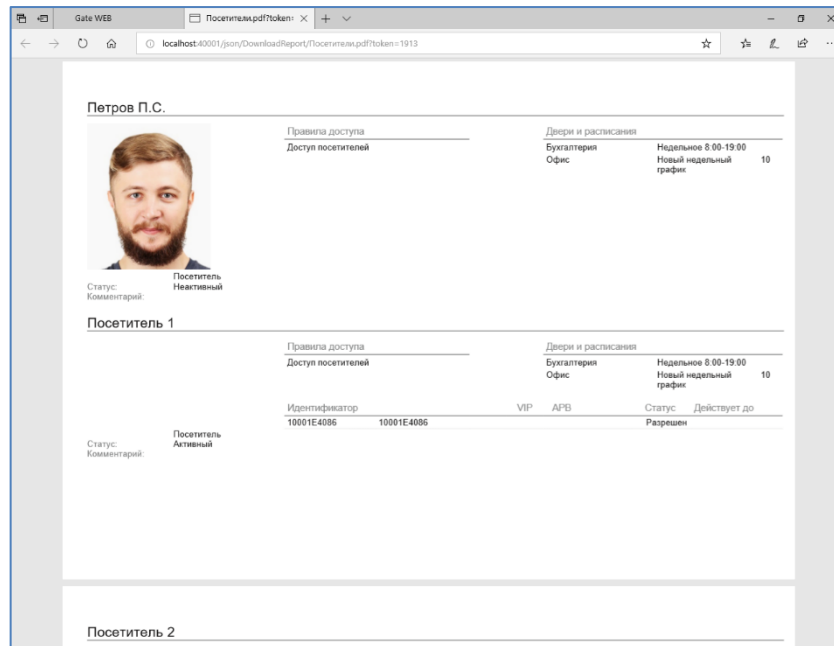 Gate WEB
Посетители.pdf?token=
localhost:40001/json/DownloadReport/Посетители.pdf?token=1913
Петров П.С.
Правила доступа
Доступ посетителей
Двери и расписания
Бухгалтерия Недельное 8:00-19:00
Офис Новый недельный график 10
Посетитель
Статус: Неактивный
Комментарий:
Посетитель 1
Правила доступа
Доступ посетителей
Двери и расписания
Бухгалтерия Недельное 8:00-19:00
Офис Новый недельный график 10
Идентификатор VIP APB Статус Действует до
10001E4086 10001E4086 Разрешен
Посетитель
Статус: Активный
Комментарий:
Посетитель 2